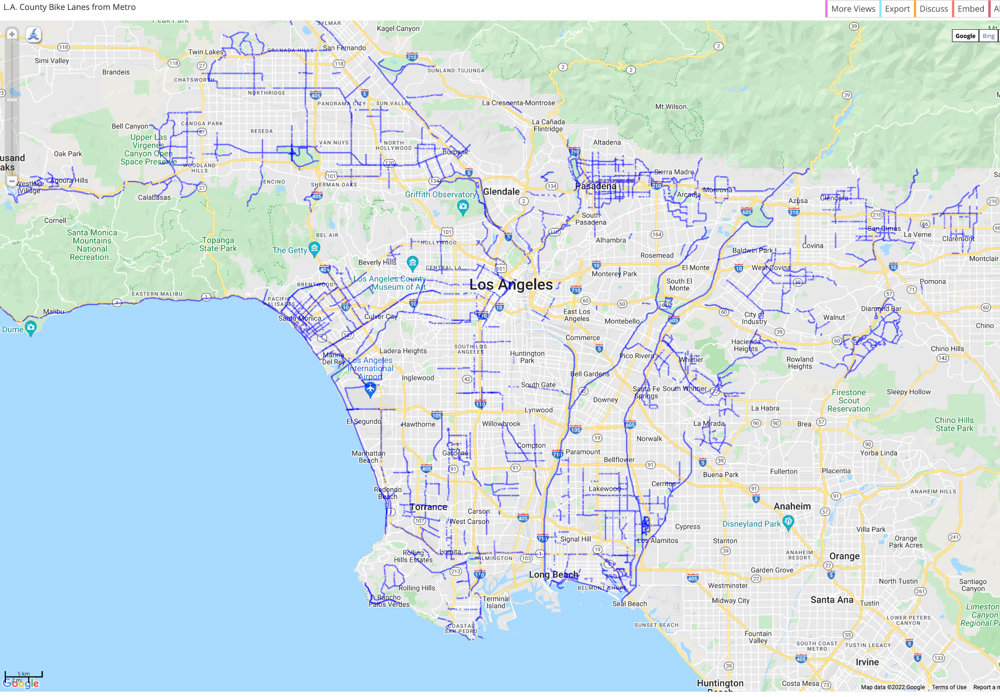 L.A. County Bike Lanes from Metro
More Views
Export
Discuss
Embed
Google
Bing
SYLMAR
Kagel Canyon
39
118
Twin Lakes
GRANADA HILLS
San Fernando
2
Simi Valley
118
27
118
210
2
2
Brandeis
CHATSWORTH
SUNLAND-TUJUNGA
NORTHRIDGE
405
5
39
PANORAMA CITY
SUN VALLEY
La Crescenta-Montrose
Mt Wilson
Bell Canyon
CANOGA PARK
La Cañada
Flintridge
27
RESEDA
Upper Las
Virgenes
Canyon Open
Space Preserve
VAN NUYS
NORTH
HOLLYWOOD
Altadena
Oak Park
Burbank
210
WOODLAND
HILLS
170
101
5
Sierra Madre
Westlake
Village
Agoura Hills
ENCINO
SHERMAN OAKS
134
134
Pasadena
210
Monrovia
27
405
Griffith Observatory
Glendale
Arcadia
Calabasas
2
Azusa
Glendora
210
Cornell
South
Pasadena
605
210
210
Santa Monica
Mountains
National
Recreation...
Topanga
State Park
BEL AIR
101
5
110
164
San Dimas
66
La Verne
HOLLYWOOD
Alhambra
Claremont
The Getty
Rosemead
Baldwin Park
Covina
Montclair
Beverly Hills
CENTRAL LA
101
10
El Monte
10
West Covina
10
405
Los Angeles County
Museum of Art
Los Angeles
Monterey Park
BRENTWOOD
South El
Monte
39
Pomona
EASTERN MALIBU
1
1
PACIFIC
PALISADES
710
60
60
164
57
71
Malibu
10
10
10
East Los
Angeles
60
Diamond Bar
60
Santa Monica
Culver City
110
Montebello
605
City of
Industry
Walnut
Chino
Dume
1
187
Commerce
39
60
57
SOUTH LOS
ANGELES
5
Hacienda
Heights
Chino Hills
Marina
Del Rey
Ladera Heights
Huntington
Park
Pico Rivera
Whittier
Rowland
Heights
142
Los Angeles
International
Airport
Inglewood
42
Bell Gardens
South Gate
42
Santa Fe
Springs
South Whittier
72
Firestone
Scout
Reservation
Sleepy Hollow
110
Downey
La Habra
El Segundo
105
Lynwood
Hawthorne
Willowbrook
105
605
La Mirada
90
90
Brea
57
Chino Hills
State Park
19
Norwalk
Compton
90
Manhattan
Beach
Gardena
710
Paramount
Bellflower
5
39
Yorba Linda
405
91
91
91
Buena Park
Fullerton
Placentia
Redondo
Beach
Lakewood
Cerritos
91
ANAHEIM HILLS
5
91
1
Torrance
Carson
Anaheim
57
107
West Carson
405
Cypress
Disneyland Park
Villa Park
710
Signal Hill
Los Alamitos
Stanton
241
Orange
Park Acres
Rolling
Hills Estates
Lomita
WILMINGTON
103
1
19
39
ANAHEIM
RESORT
Orange
213
110
Long Beach
1
22
Garden Grove
405
22
5
Rolling Hills
BELMONT SHORE
Westminster
North Tustin
Santiago
Canyon
Rancho
Palos Verdes
Terminal
Island
Seal Beach
Midway City
Santa Ana
Tustin
261
COASTAL
SAN PEDRO
SUNSET BEACH
LOWER PETERS
CANYON
Limeston
Canyon
Regional Pa
Fountain
Valley
SOUTH COAST
METRO
55
TUSTIN LEGACY
5
39
405
Irvine
5
133
5 km
2 mi
Google
Huntington
Costa Mesa
73
Map data ©2022 Google
Terms of Use
Report a m